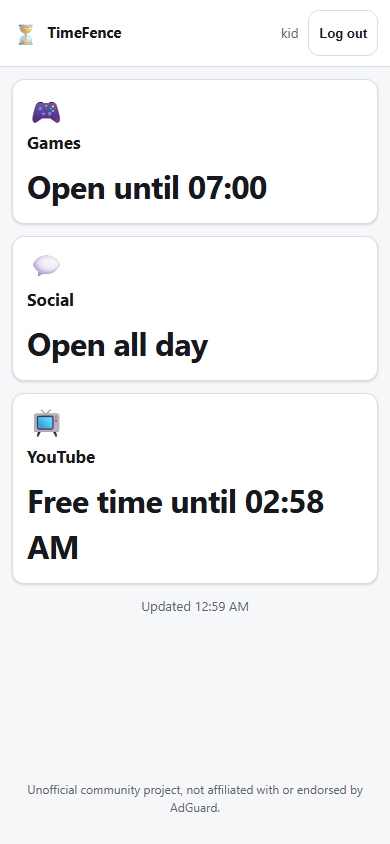 TimeFence
kid
Log out
Games
Open until 07:00
Social
Open all day
YouTube
Free time until 02:58
AM
Updated 12:59 AM
Unofficial community project, not affiliated with or endorsed by
AdGuard.